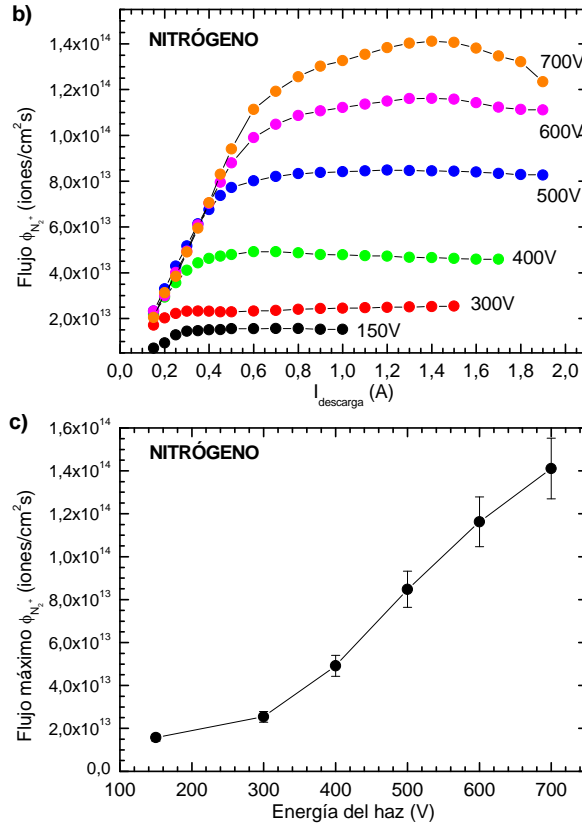 b)
NITRÓGENO
Flujo ϕ_N₂⁺ (iones/cm²s)
1,4x10¹⁴
1,2x10¹⁴
1,0x10¹⁴
8,0x10¹³
6,0x10¹³
4,0x10¹³
2,0x10¹³
700V
600V
500V
400V
300V
150V
0,0 0,2 0,4 0,6 0,8 1,0 1,2 1,4 1,6 1,8 2,0
I_descarga (A)
c)
NITRÓGENO
Flujo máximo ϕ_N₂⁺ (iones/cm²s)
1,6x10¹⁴
1,4x10¹⁴
1,2x10¹⁴
1,0x10¹⁴
8,0x10¹³
6,0x10¹³
4,0x10¹³
2,0x10¹³
0,0
100 200 300 400 500 600 700
Energía del haz (V)